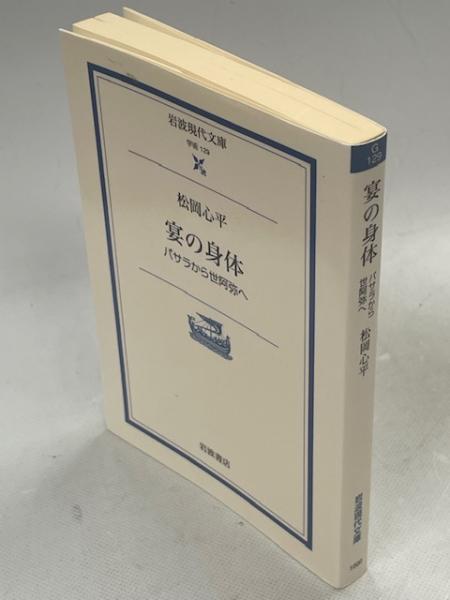 岩波現代文庫
学術 129
松岡心平
宴の身体
バサラから世阿弥へ
岩波書店
G
129
宴の身体
バサラから
世阿弥へ
松岡心平
岩波現代文庫